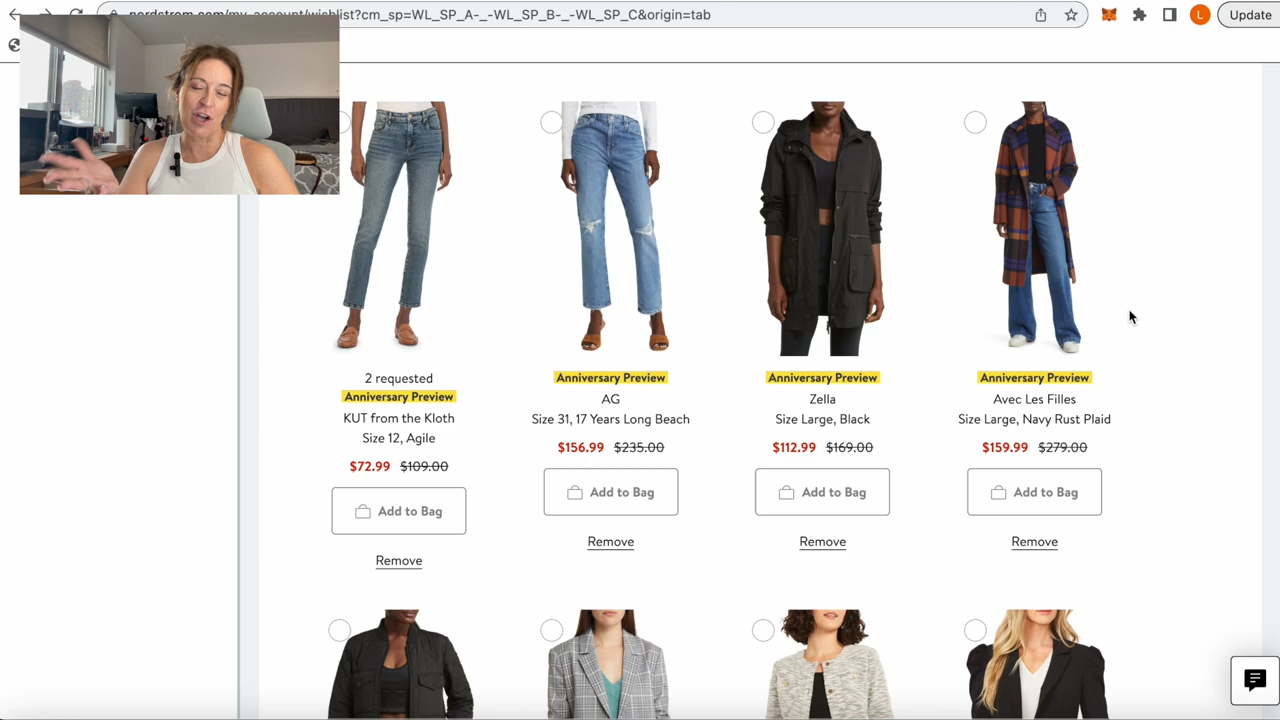 nordstrom.com/my-account/wishlist?cm_sp=WL_SP_A-_-WL_SP_B-_-WL_SP_C&origin=tab
L
Update
2 requested
Anniversary Preview
KUT from the Kloth
Size 12, Agile
$72.99 $109.00
Add to Bag
Remove
Anniversary Preview
AG
Size 31, 17 Years Long Beach
$156.99 $235.00
Add to Bag
Remove
Anniversary Preview
Zella
Size Large, Black
$112.99 $169.00
Add to Bag
Remove
Anniversary Preview
Avec Les Filles
Size Large, Navy Rust Plaid
$159.99 $279.00
Add to Bag
Remove